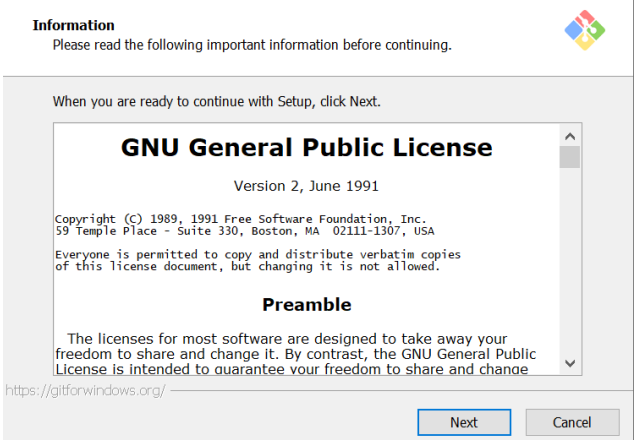 Information
Please read the following important information before continuing.
When you are ready to continue with Setup, click Next.
GNU General Public License
Version 2, June 1991
Copyright (C) 1989, 1991 Free Software Foundation, Inc.
59 Temple Place - Suite 330, Boston, MA  02111-1307, USA
Everyone is permitted to copy and distribute verbatim copies
of this license document, but changing it is not allowed.
Preamble
The licenses for most software are designed to take away your
freedom to share and change it. By contrast, the GNU General Public
License is intended to guarantee your freedom to share and change
https://gitforwindows.org/
Next
Cancel